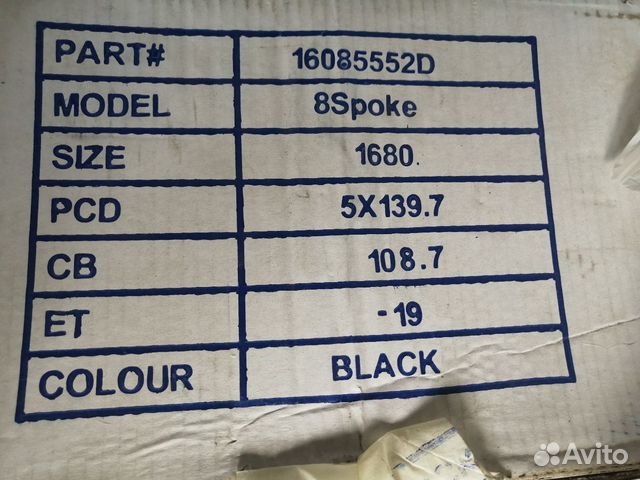 PART# 16085552D
MODEL 8Spoke
SIZE 1680.
PCD 5X139.7
CB 108.7
ET -19
COLOUR BLACK
Avito